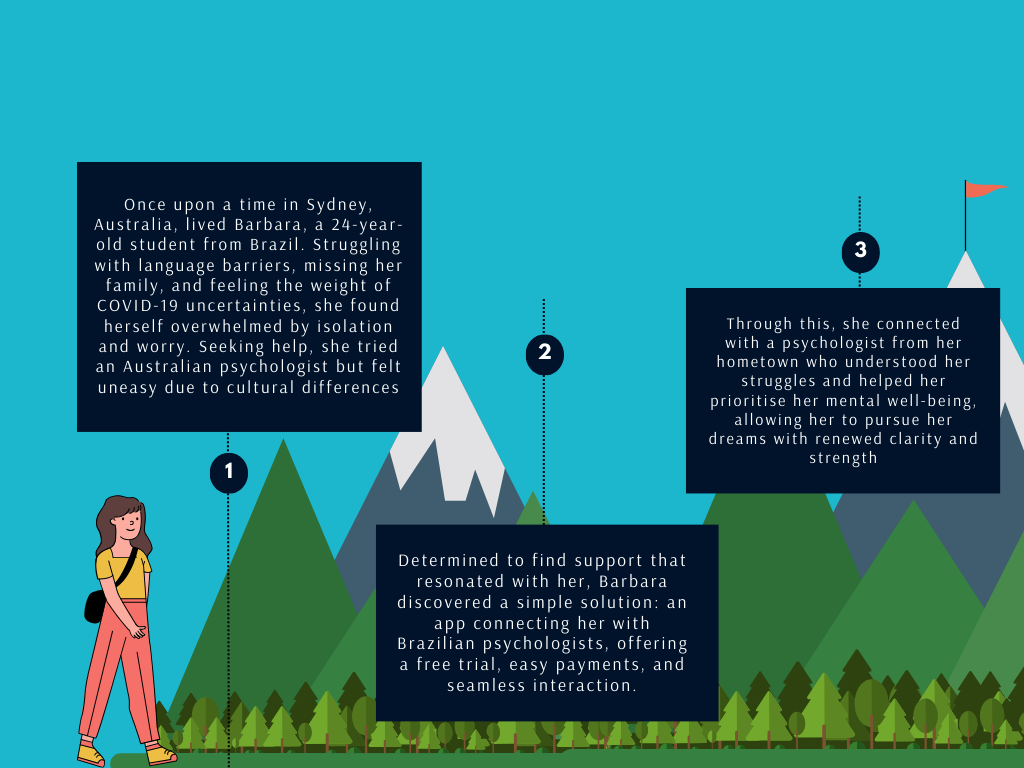 Once upon a time in Sydney,
Australia, lived Barbara, a 24-year-
old student from Brazil. Struggling
with language barriers, missing her
family, and feeling the weight of
COVID-19 uncertainties, she found
herself overwhelmed by isolation
and worry. Seeking help, she tried
an Australian psychologist but felt
uneasy due to cultural differences
1
2
Determined to find support that
resonated with her, Barbara
discovered a simple solution: an
app connecting her with
Brazilian psychologists, offering
a free trial, easy payments, and
seamless interaction.
3
Through this, she connected
with a psychologist from her
hometown who understood her
struggles and helped her
prioritise her mental well-being,
allowing her to pursue her
dreams with renewed clarity and
strength